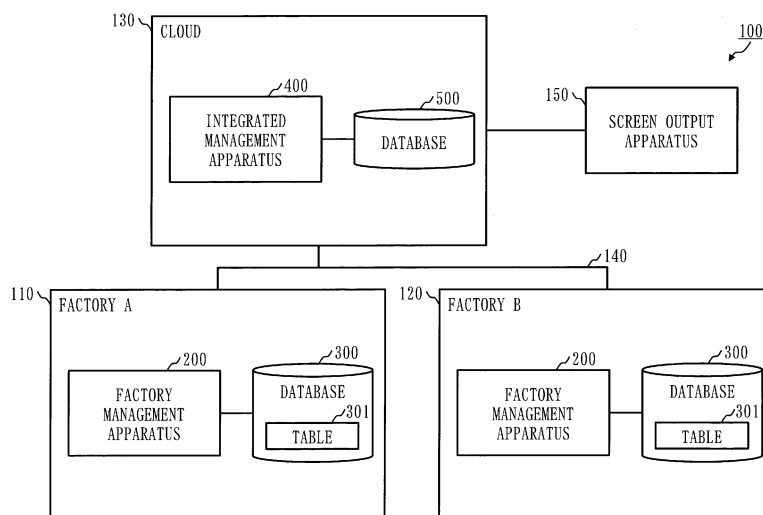 130
CLOUD
100
400
INTEGRATED
MANAGEMENT
APPARATUS
500
DATABASE
150
SCREEN OUTPUT
APPARATUS
140
110
FACTORY A
200
FACTORY
MANAGEMENT
APPARATUS
300
DATABASE
301
TABLE
120
FACTORY B
200
FACTORY
MANAGEMENT
APPARATUS
300
DATABASE
301
TABLE